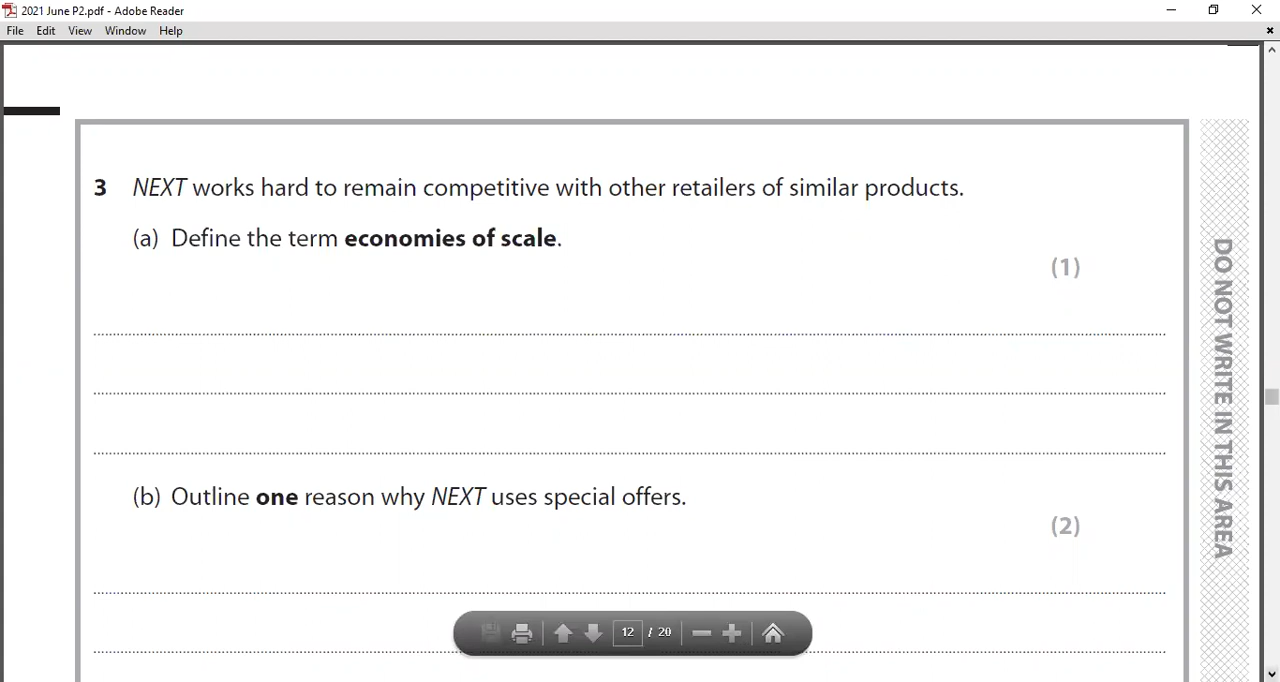 2021 June P2.pdf - Adobe Reader
File Edit View Window Help
3 NEXT works hard to remain competitive with other retailers of similar products.
(a) Define the term economies of scale.
(1)
(b) Outline one reason why NEXT uses special offers.
(2)
DO NOT WRITE IN THIS AREA
12 / 20